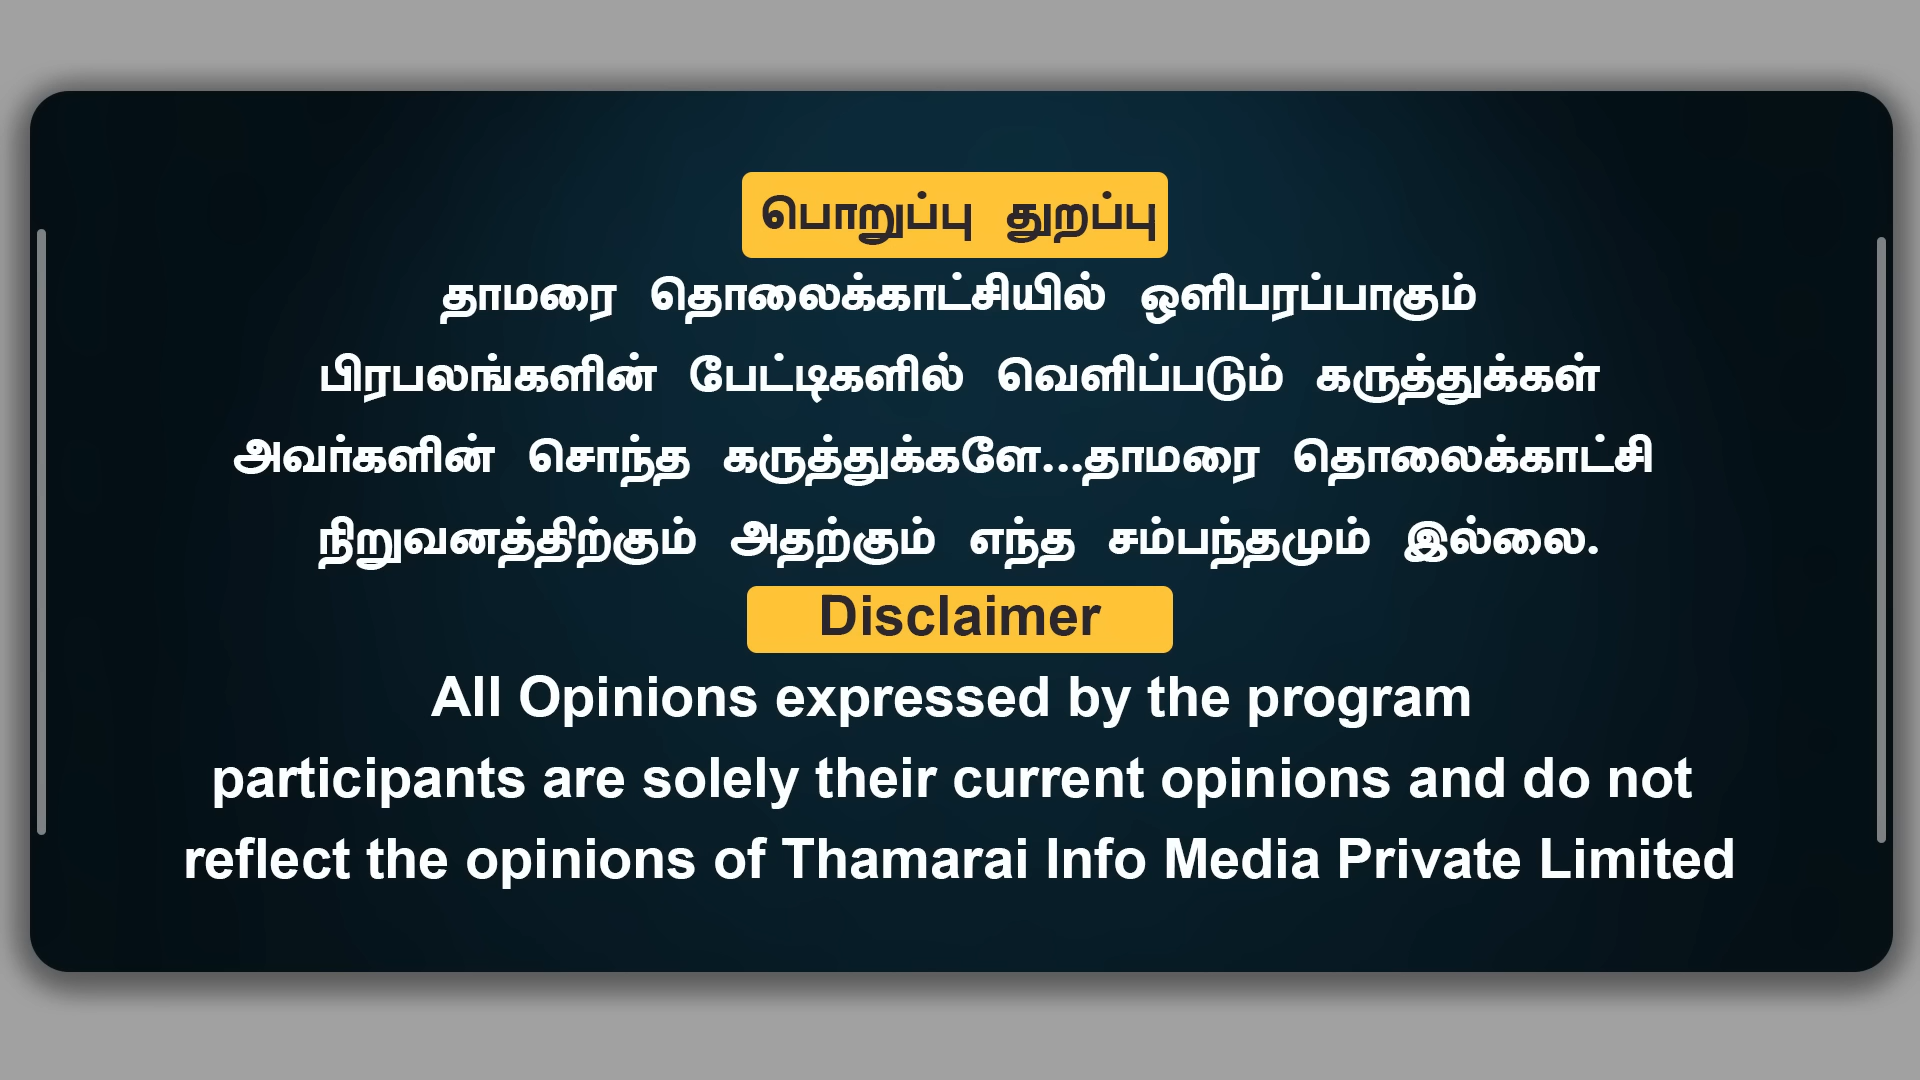 பொறுப்பு துறப்பு
தாமரை தொலைக்காட்சியில் ஒளிபரப்பாகும்
பிரபலங்களின் பேட்டிகளில் வெளிப்படும் கருத்துக்கள்
அவர்களின் சொந்த கருத்துக்களே...தாமரை தொலைக்காட்சி
நிறுவனத்திற்கும் அதற்கும் எந்த சம்பந்தமும் இல்லை.
Disclaimer
All Opinions expressed by the program
participants are solely their current opinions and do not
reflect the opinions of Thamarai Info Media Private Limited